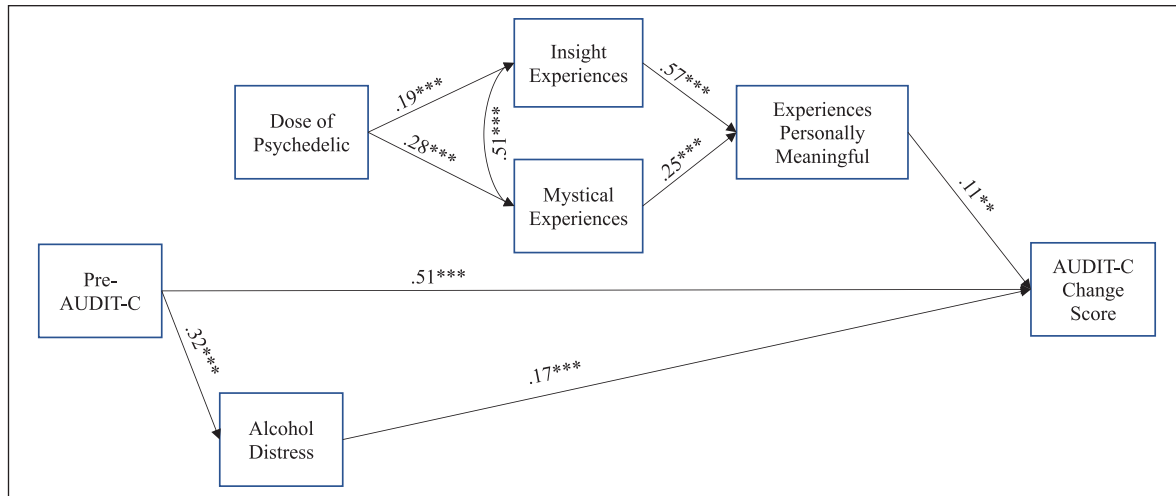 Insight
Experiences
.57***
.19***
Dose of
Psychedelic
.51***
Experiences
Personally
Meaningful
.28***
.25***
Mystical
Experiences
.11**
Pre-
AUDIT-C
.51***
AUDIT-C
Change
Score
.32***
.17***
Alcohol
Distress